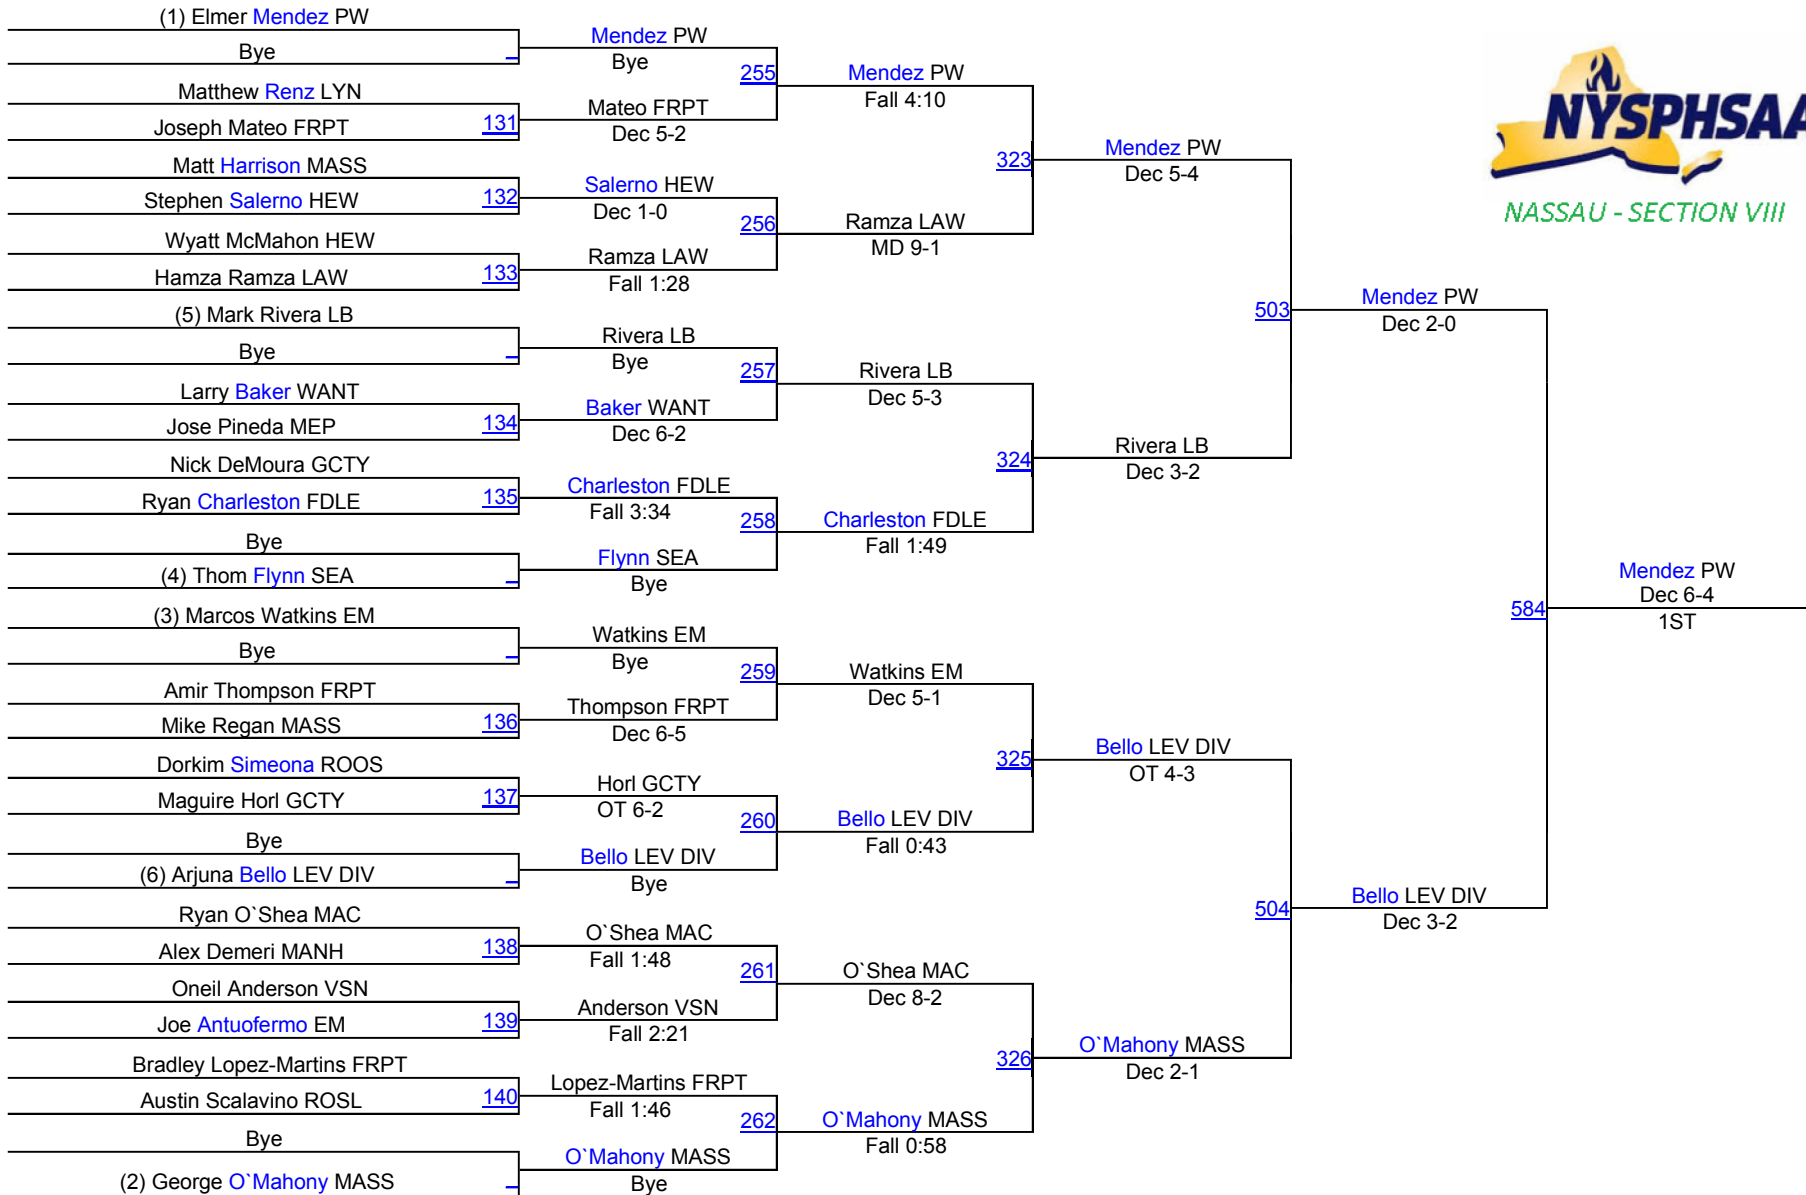 (1) Elmer Mendez PW
Bye
Matthew Renz LYN
Joseph Mateo FRPT
131
Matt Harrison MASS
Stephen Salerno HEW
132
Wyatt McMahon HEW
Hamza Ramza LAW
133
(5) Mark Rivera LB
Bye
Larry Baker WANT
Jose Pineda MEP
134
Nick DeMoura GCTY
Ryan Charleston FDLE
135
Bye
(4) Thom Flynn SEA
(3) Marcos Watkins EM
Bye
Amir Thompson FRPT
Mike Regan MASS
136
Dorkim Simeona ROOS
Maguire Horl GCTY
137
Bye
(6) Arjuna Bello LEV DIV
Ryan O`Shea MAC
Alex Demeri MANH
138
Oneil Anderson VSN
Joe Antuofermo EM
139
Bradley Lopez-Martins FRPT
Austin Scalavino ROSL
140
Bye
(2) George O`Mahony MASS
Mendez PW
Bye
255
Mateo FRPT
Dec 5-2
Salerno HEW
Dec 1-0
256
Ramza LAW
Fall 1:28
Rivera LB
Bye
257
Baker WANT
Dec 6-2
Charleston FDLE
Fall 3:34
258
Flynn SEA
Bye
Watkins EM
Bye
259
Thompson FRPT
Dec 6-5
Horl GCTY
OT 6-2
260
Bello LEV DIV
Bye
O`Shea MAC
Fall 1:48
261
Anderson VSN
Fall 2:21
Lopez-Martins FRPT
Fall 1:46
262
O`Mahony MASS
Bye
Mendez PW
Fall 4:10
323
Ramza LAW
MD 9-1
Rivera LB
Dec 5-3
324
Charleston FDLE
Fall 1:49
Watkins EM
Dec 5-1
325
Bello LEV DIV
Fall 0:43
O`Shea MAC
Dec 8-2
326
O`Mahony MASS
Fall 0:58
Mendez PW
Dec 5-4
503
Rivera LB
Dec 3-2
Bello LEV DIV
OT 4-3
504
O`Mahony MASS
Dec 2-1
Mendez PW
Dec 2-0
584
Bello LEV DIV
Dec 3-2
Mendez PW
Dec 6-4
1ST
NYSPHSAA
NASSAU - SECTION VIII